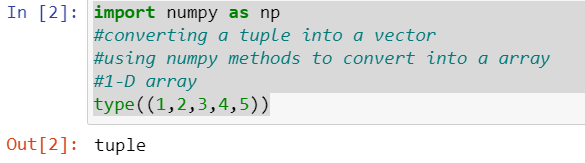 In [2]: import numpy as np
#converting a tuple into a vector
#using numpy methods to convert into a array
#1-D array
type((1,2,3,4,5))
Out[2]: tuple